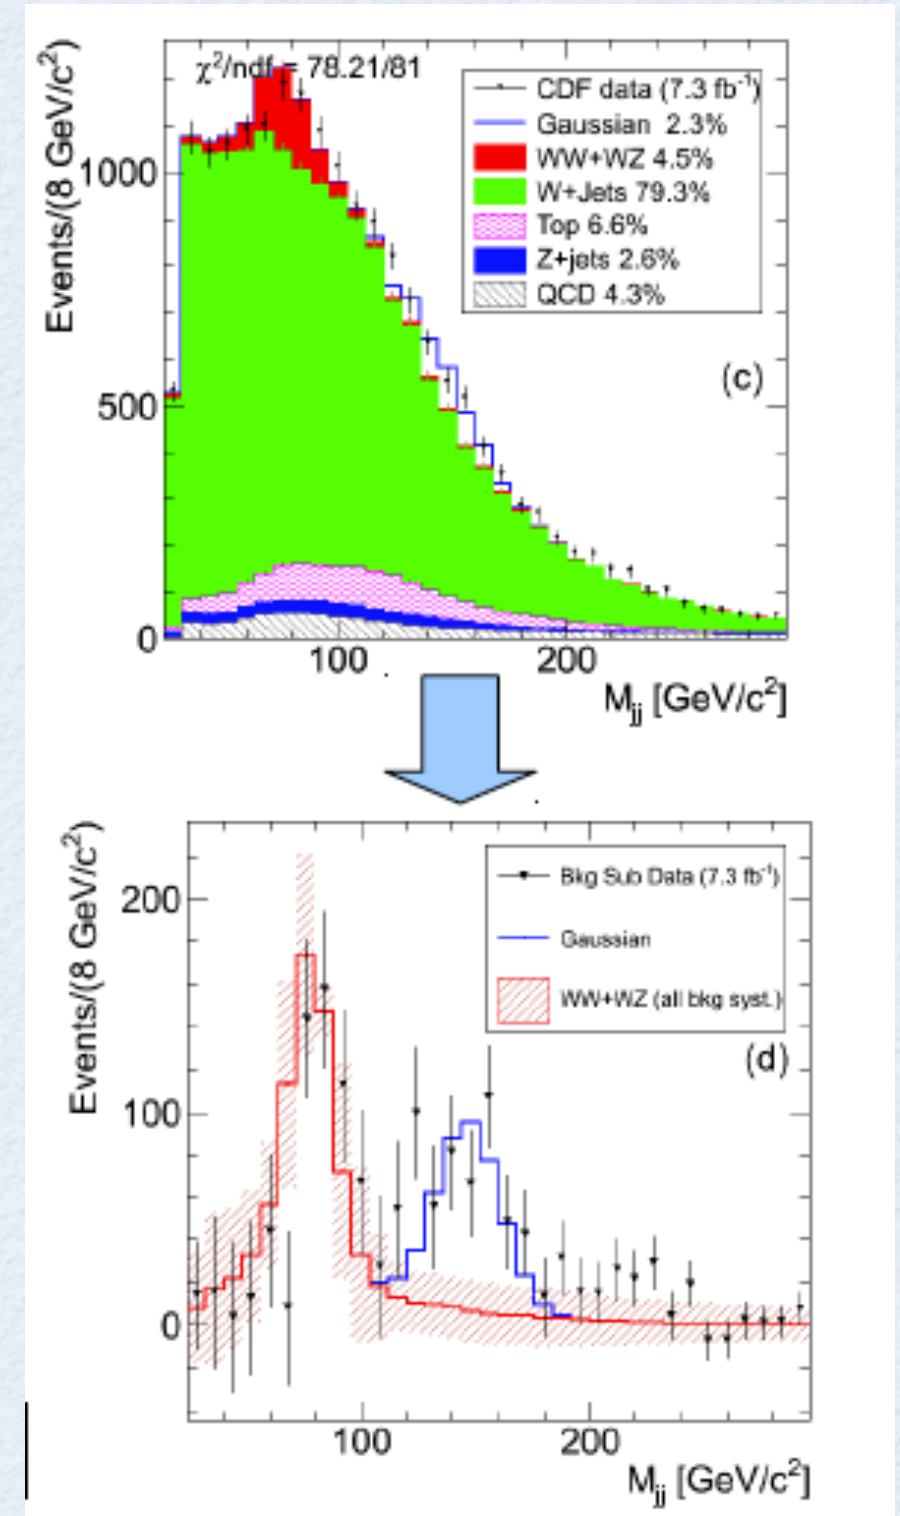 χ²/ndf = 78.21/81
CDF data (7.3 fb⁻¹)
Gaussian 2.3%
WW+WZ 4.5%
W+Jets 79.3%
Top 6.6%
Z+jets 2.6%
QCD 4.3%
(c)
Events/(8 GeV/c²)
1000
500
0
100 200
Mjj [GeV/c²]
Bkg Sub Data (7.3 fb⁻¹)
Gaussian
WW+WZ (all bkg syst.)
(d)
Events/(8 GeV/c²)
200
100
0
100 200
Mjj [GeV/c²]